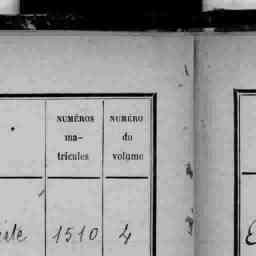 NUMÉROS
ma-
tricules
NUMÉRO
du
volume
1510 4